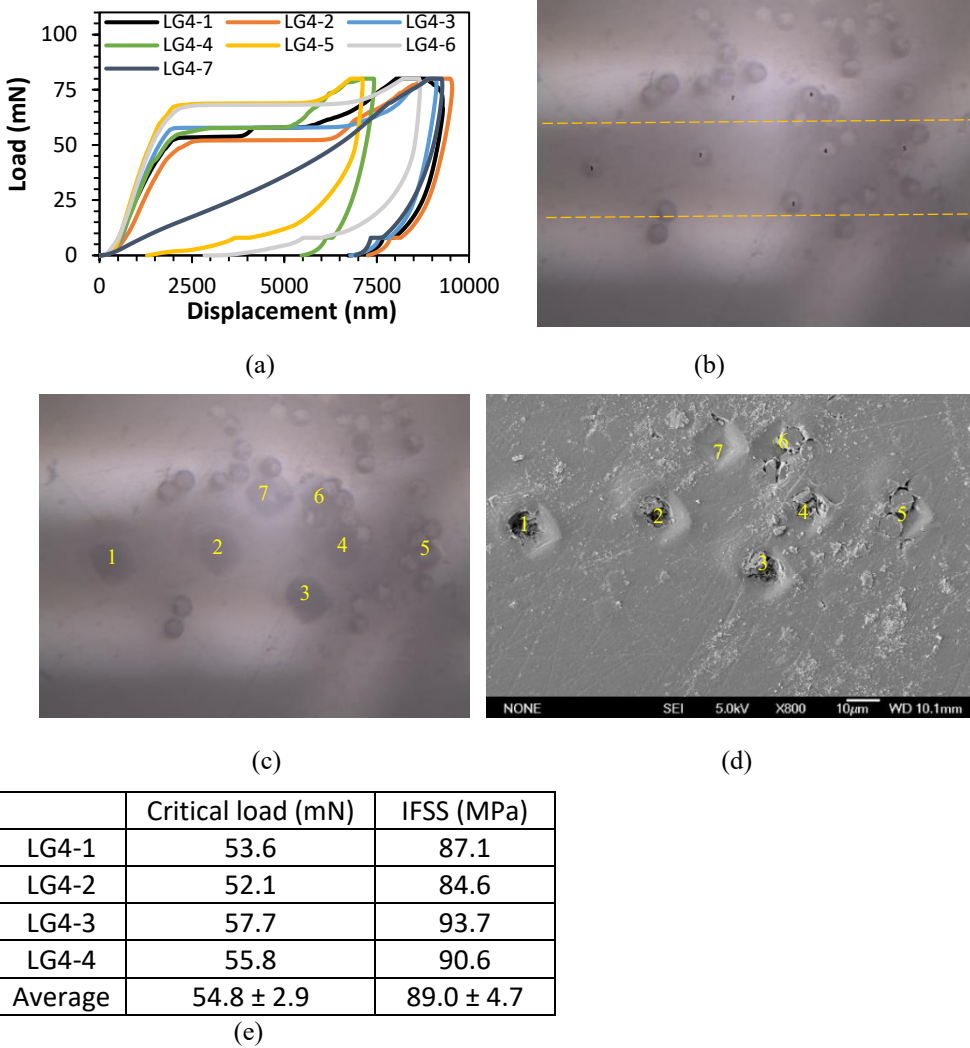 LG4-1 LG4-2 LG4-3
LG4-4 LG4-5 LG4-6
LG4-7
Load (mN)
100
75
50
25
0
0 2500 5000 7500 10000
Displacement (nm)
(a)
(b)
7
6
1
2
4
5
3
(c)
7
6
1
2
4
5
3
NONE SEI 5.0kV X800 10μm WD 10.1mm
(d)
Critical load (mN) IFSS (MPa)
LG4-1 53.6 87.1
LG4-2 52.1 84.6
LG4-3 57.7 93.7
LG4-4 55.8 90.6
Average 54.8 ± 2.9 89.0 ± 4.7
(e)